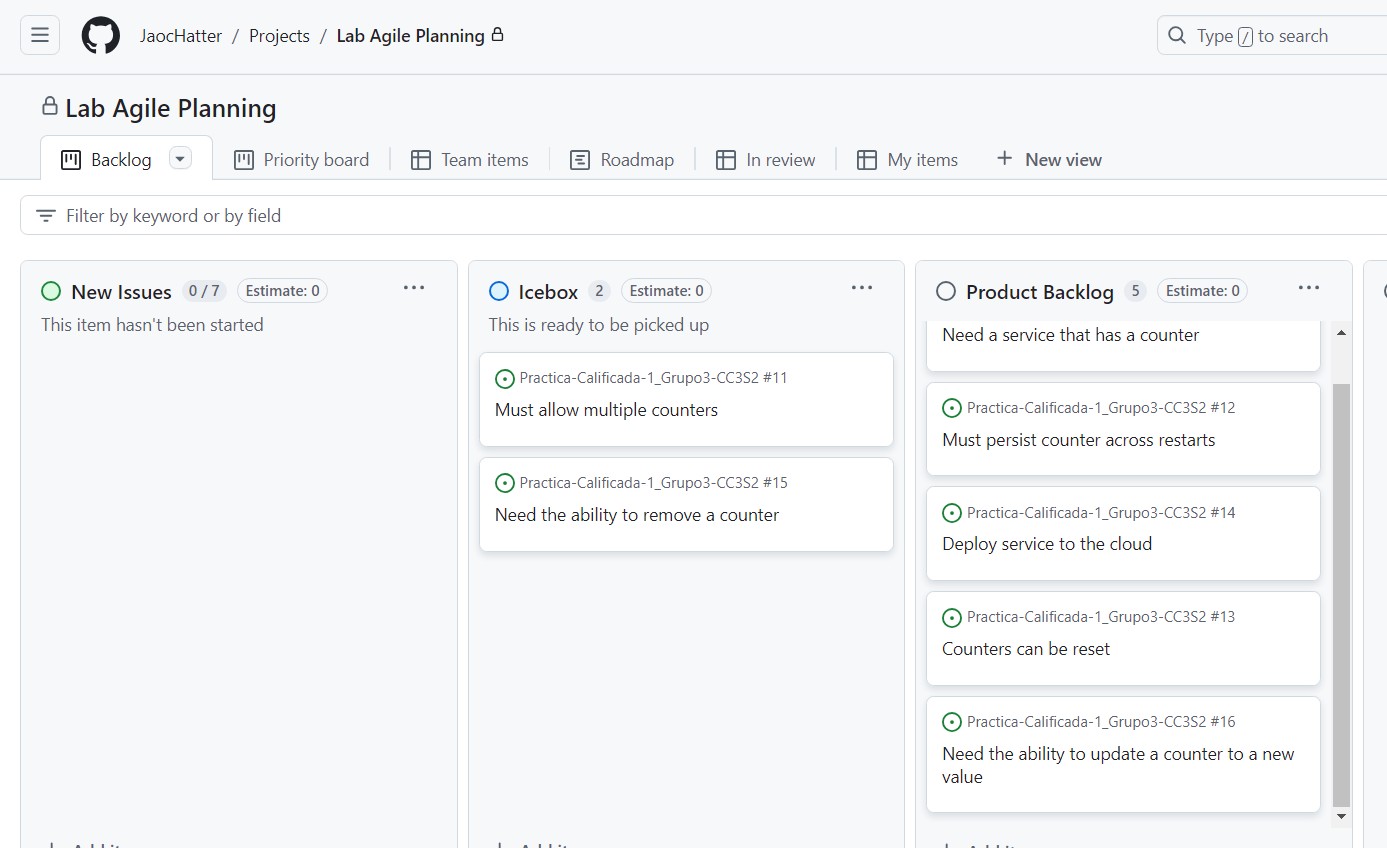 JaocHatter / Projects / Lab Agile Planning
Type / to search
Lab Agile Planning
Backlog
Priority board
Team items
Roadmap
In review
My items
New view
Filter by keyword or by field
New Issues 0 / 7 Estimate: 0
This item hasn't been started
Icebox 2 Estimate: 0
This is ready to be picked up
Practica-Calificada-1_Grupo3-CC3S2 #11
Must allow multiple counters
Practica-Calificada-1_Grupo3-CC3S2 #15
Need the ability to remove a counter
Product Backlog 5 Estimate: 0
Need a service that has a counter
Practica-Calificada-1_Grupo3-CC3S2 #12
Must persist counter across restarts
Practica-Calificada-1_Grupo3-CC3S2 #14
Deploy service to the cloud
Practica-Calificada-1_Grupo3-CC3S2 #13
Counters can be reset
Practica-Calificada-1_Grupo3-CC3S2 #16
Need the ability to update a counter to a new
value